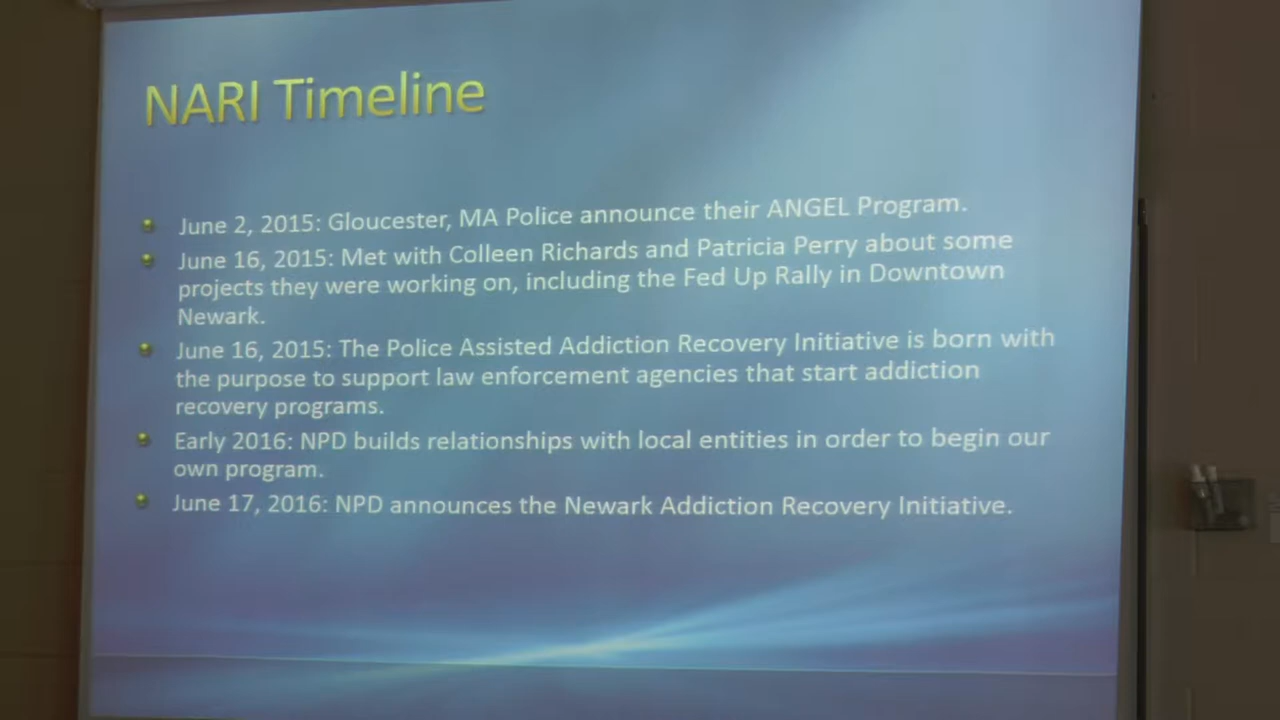 NARI Timeline
June 2, 2015: Gloucester, MA Police announce their ANGEL Program.
June 16, 2015: Met with Colleen Richards and Patricia Perry about some
projects they were working on, including the Fed Up Rally in Downtown
Newark.
June 16, 2015: The Police Assisted Addiction Recovery Initiative is born with
the purpose to support law enforcement agencies that start addiction
recovery programs.
Early 2016: NPD builds relationships with local entities in order to begin our
own program.
June 17, 2016: NPD announces the Newark Addiction Recovery Initiative.